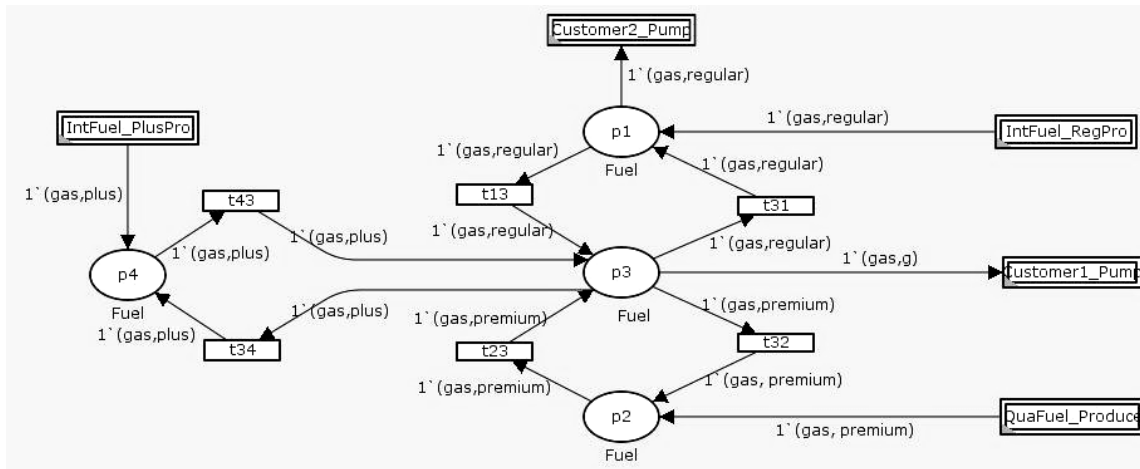 Customer2_Pump
1`(gas,regular)
IntFuel_PlusPro
1`(gas,regular)
IntFuel_RegPro
p1
1`(gas,regular)
1`(gas,regular)
Fuel
1`(gas,plus)
t43
t13
t31
1`(gas,plus)
1`(gas,regular)
1`(gas,plus)
1`(gas,regular)
p4
p3
1`(gas,g)
Customer1_Pump
Fuel
1`(gas,plus)
1`(gas,premium)
Fuel
1`(gas,premium)
1`(gas,plus)
t34
t23
t32
1`(gas,premium)
1`(gas, premium)
p2
QuaFuel_Produce
1`(gas, premium)
Fuel